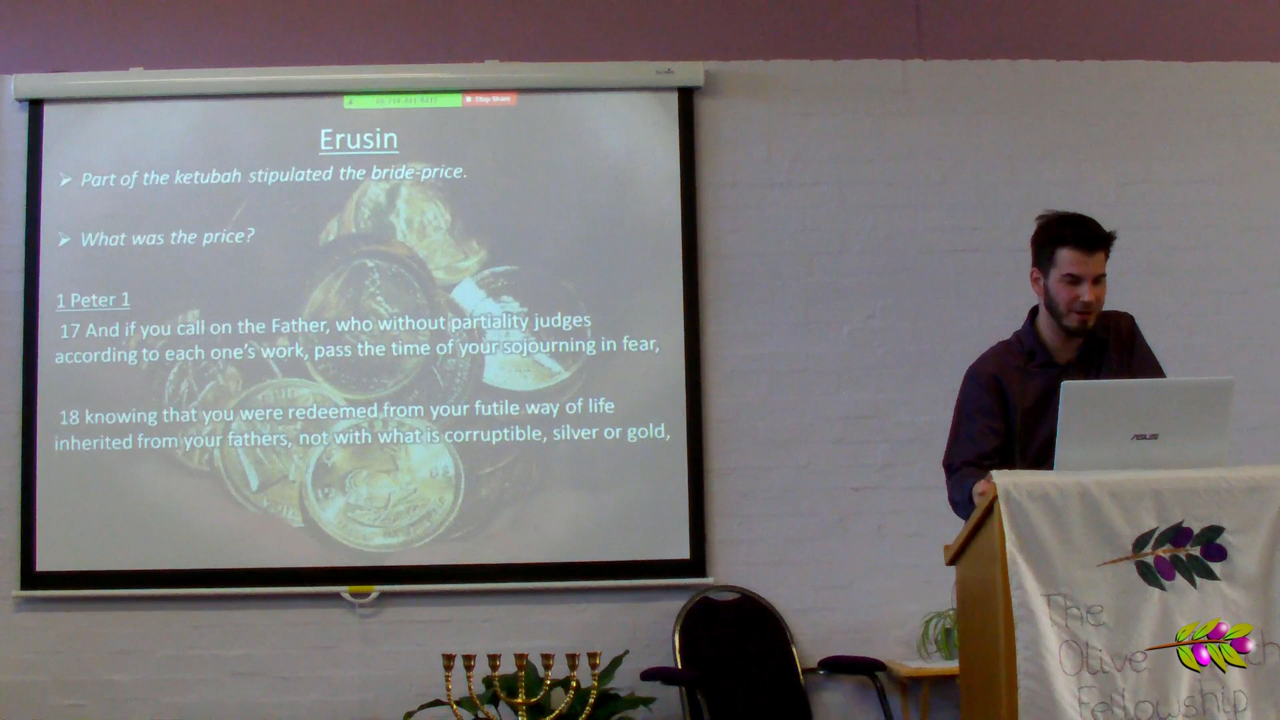 Stop Share
Erusin
Part of the ketubah stipulated the bride-price.
What was the price?
1 Peter 1
17 And if you call on the Father, who without partiality judges
according to each one's work, pass the time of your sojourning in fear,
18 knowing that you were redeemed from your futile way of life
inherited from your fathers, not with what is corruptible, silver or gold,
ASUS
The
Olive
Fellowship